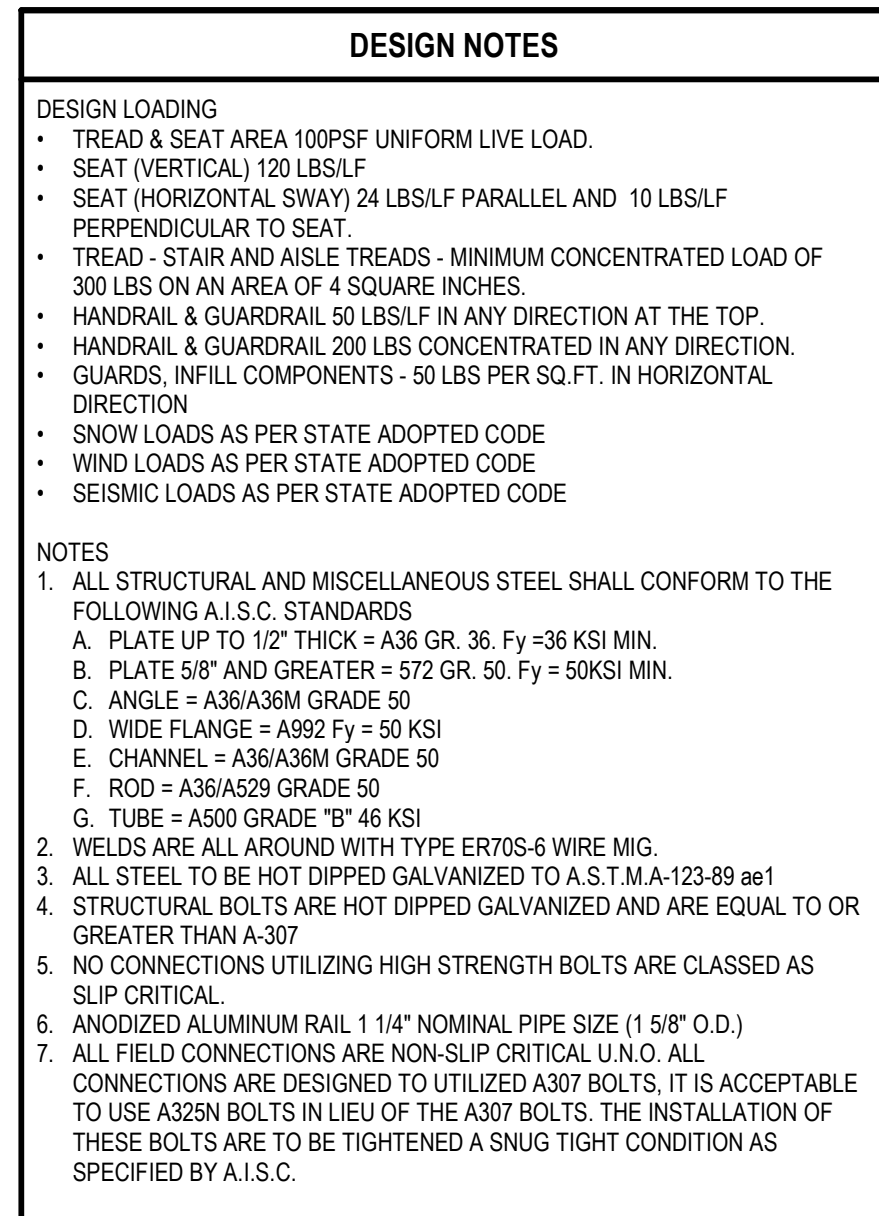 DESIGN NOTES
DESIGN LOADING
• TREAD & SEAT AREA 100PSF UNIFORM LIVE LOAD.
• SEAT (VERTICAL) 120 LBS/LF
• SEAT (HORIZONTAL SWAY) 24 LBS/LF PARALLEL AND 10 LBS/LF
PERPENDICULAR TO SEAT.
• TREAD - STAIR AND AISLE TREADS - MINIMUM CONCENTRATED LOAD OF
300 LBS ON AN AREA OF 4 SQUARE INCHES.
• HANDRAIL & GUARDRAIL 50 LBS/LF IN ANY DIRECTION AT THE TOP.
• HANDRAIL & GUARDRAIL 200 LBS CONCENTRATED IN ANY DIRECTION.
• GUARDS, INFILL COMPONENTS - 50 LBS PER SQ.FT. IN HORIZONTAL
DIRECTION
• SNOW LOADS AS PER STATE ADOPTED CODE
• WIND LOADS AS PER STATE ADOPTED CODE
• SEISMIC LOADS AS PER STATE ADOPTED CODE
NOTES
1. ALL STRUCTURAL AND MISCELLANEOUS STEEL SHALL CONFORM TO THE
FOLLOWING A.I.S.C. STANDARDS
A. PLATE UP TO 1/2" THICK = A36 GR. 36. Fy =36 KSI MIN.
B. PLATE 5/8" AND GREATER = 572 GR. 50. Fy = 50KSI MIN.
C. ANGLE = A36/A36M GRADE 50
D. WIDE FLANGE = A992 Fy = 50 KSI
E. CHANNEL = A36/A36M GRADE 50
F. ROD = A36/A529 GRADE 50
G. TUBE = A500 GRADE "B" 46 KSI
2. WELDS ARE ALL AROUND WITH TYPE ER70S-6 WIRE MIG.
3. ALL STEEL TO BE HOT DIPPED GALVANIZED TO A.S.T.M.A-123-89 ae1
4. STRUCTURAL BOLTS ARE HOT DIPPED GALVANIZED AND ARE EQUAL TO OR
GREATER THAN A-307
5. NO CONNECTIONS UTILIZING HIGH STRENGTH BOLTS ARE CLASSED AS
SLIP CRITICAL.
6. ANODIZED ALUMINUM RAIL 1 1/4" NOMINAL PIPE SIZE (1 5/8" O.D.)
7. ALL FIELD CONNECTIONS ARE NON-SLIP CRITICAL U.N.O. ALL
CONNECTIONS ARE DESIGNED TO UTILIZED A307 BOLTS, IT IS ACCEPTABLE
TO USE A325N BOLTS IN LIEU OF THE A307 BOLTS. THE INSTALLATION OF
THESE BOLTS ARE TO BE TIGHTENED A SNUG TIGHT CONDITION AS
SPECIFIED BY A.I.S.C.